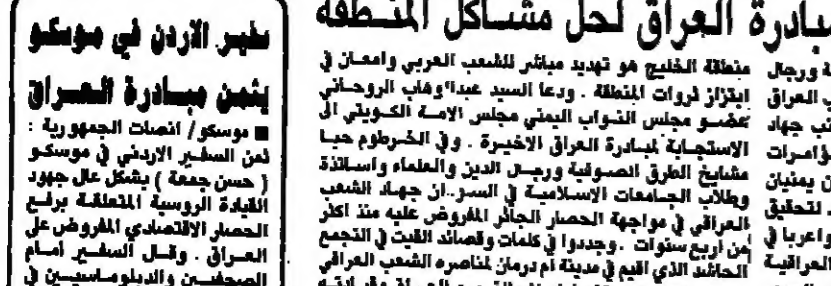 مبادرة العراق لحل مشاكل المنطقة
ة ورجال
ي العراق
جهاد
ؤامرات
ن يمنيان
لتحقيق
واعربا في
العراقية
منطقة الخليج هو تهديد مباشر للشعب العربي وامعان في
ابتزاز ثروات المنطقة . ودعا السيد عبدالوهاب الروحاني
عضو مجلس النواب اليمني مجلس الامة الكويتي الى
الاستجابة لمبادرة العراق الاخيرة . وفي الخرطوم حيا
مشايخ الطرق الصوفية ورجال الدين والعلماء واساتذة
وطلاب الجامعات الاسلامية في السر..ان جهاد الشعب
العراقي في مواجهة الحصار الجائر المفروض عليه منذ اكثر
من اربع سنوات . وجددوا في كلمات وقصائد القيت في التجمع
الحاشد الذي اقيم في مدينة ام درمان لمناصره الشعب العراقي
سفير الاردن في موسكو
يثمن مبادرة العراق
■ موسكو / انصات الجمهورية :
ثمن السفير الاردني في موسكو
( حسن جمعة ) بشكل عال جهود
القيادة الروسية المتعلقة برفع
الحصار الاقتصادي المفروض على
العراق . وقال السفير امام
الصحفيين والدبلوماسيين في